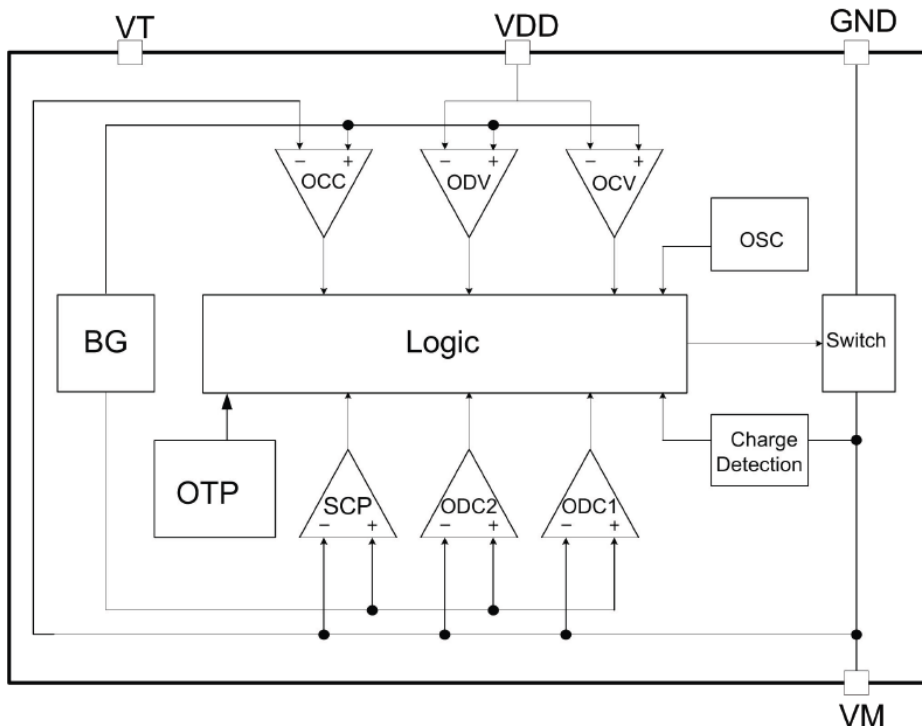 VT
VDD
GND
− +
OCC
− +
ODV
− +
OCV
OSC
BG
Logic
Switch
OTP
SCP
− +
ODC2
− +
ODC1
− +
Charge
Detection
VM